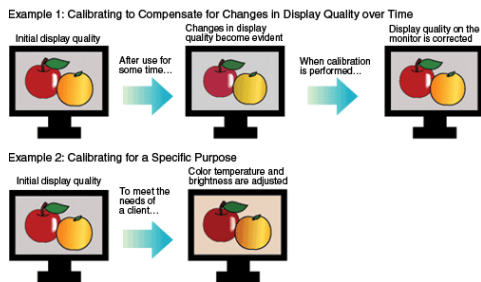 Example 1: Calibrating to Compensate for Changes in Display Quality over Time
Initial display quality
After use for
some time...
Changes in display
quality become evident
When calibration
is performed...
Display quality on the
monitor is corrected
Example 2: Calibrating for a Specific Purpose
Initial display quality
To meet the
needs of
a client...
Color temperature and
brightness are adjusted